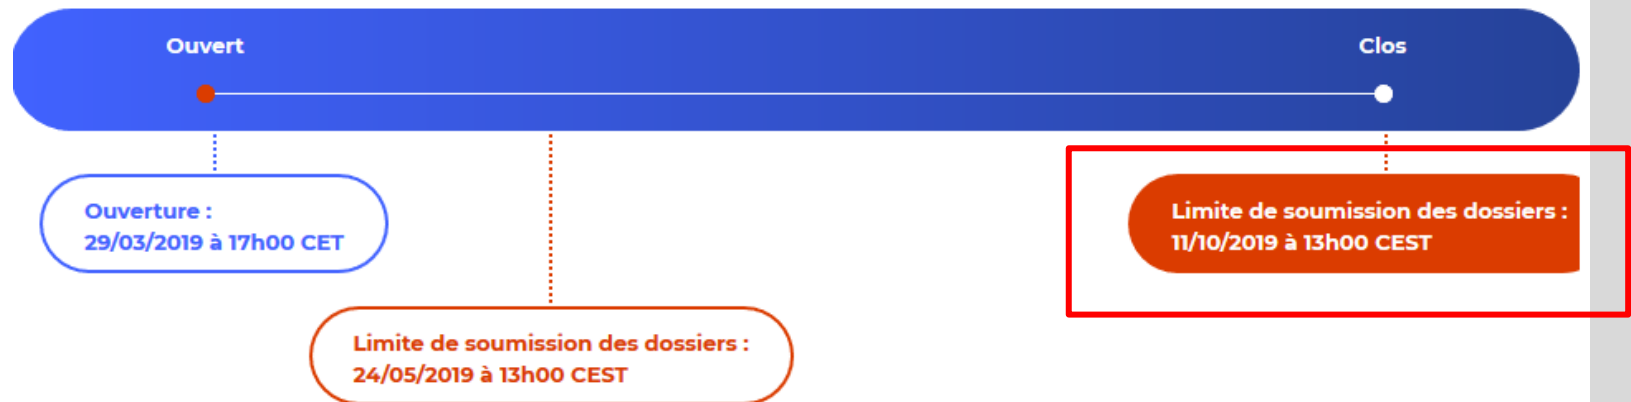 Ouvert
Clos
Ouverture :
29/03/2019 à 17h00 CET
Limite de soumission des dossiers :
11/10/2019 à 13h00 CEST
Limite de soumission des dossiers :
24/05/2019 à 13h00 CEST